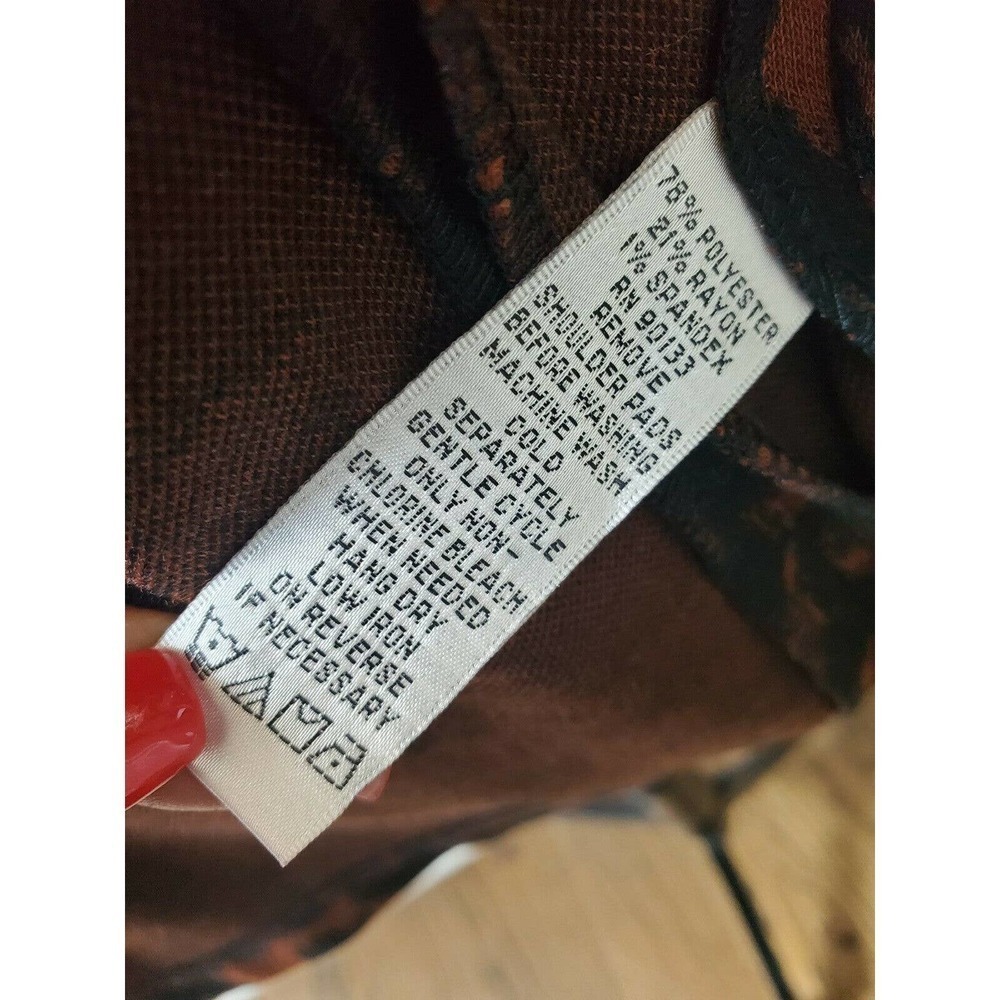 78% POLYESTER
21% RAYON
1% SPANDEX
RN 90133
REMOVE
SHOULDER PADS
BEFORE WASHING
MACHINE WASH
COLD
SEPARATELY
GENTLE CYCLE
ONLY NON-
CHLORINE BLEACH
WHEN NEEDED
HANG DRY
LOW IRON
ON REVERSE
IF NECESSARY